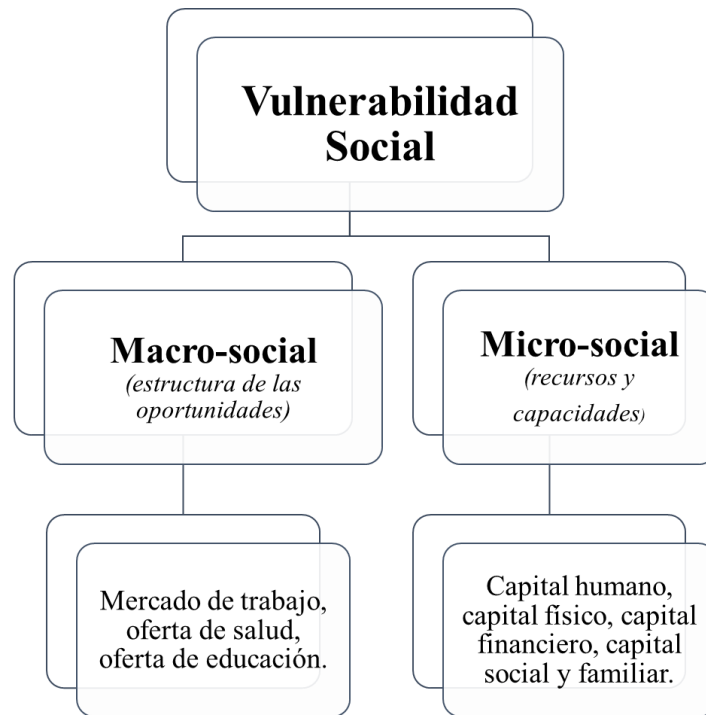 Vulnerabilidad
Social
Macro-social
(estructura de las
oportunidades)
Micro-social
(recursos y
capacidades)
Mercado de trabajo,
oferta de salud,
oferta de educación.
Capital humano,
capital físico, capital
financiero, capital
social y familiar.